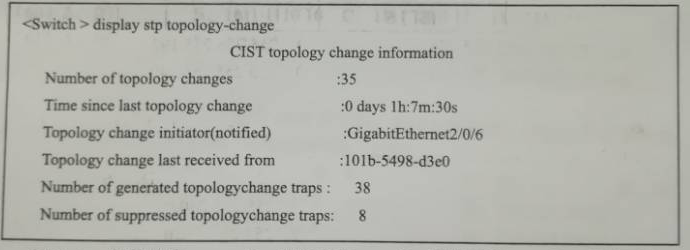 <Switch > display stp topology-change
CIST topology change information
Number of topology changes :35
Time since last topology change :0 days 1h:7m:30s
Topology change initiator(notified) :GigabitEthernet2/0/6
Topology change last received from :101b-5498-d3e0
Number of generated topologychange traps : 38
Number of suppressed topologychange traps: 8